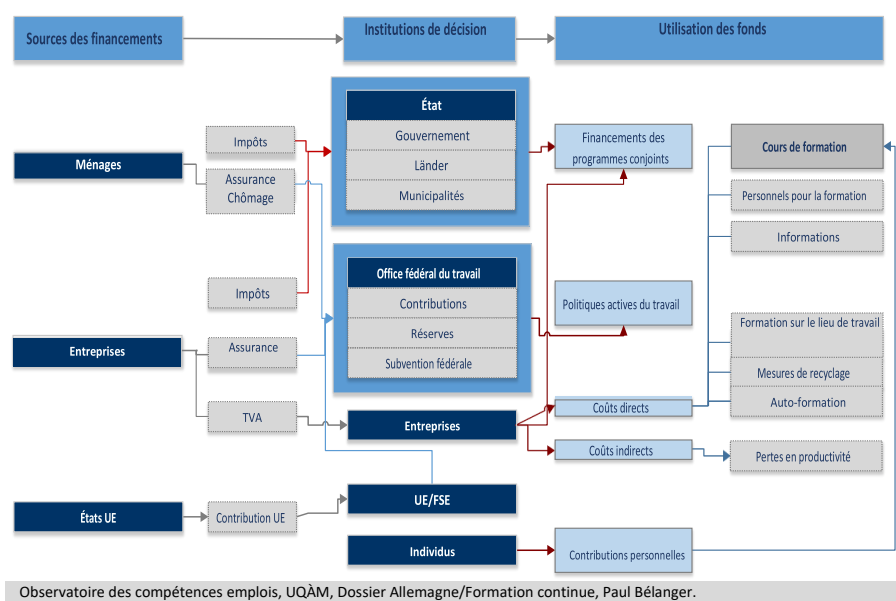 Sources des financements
Institutions de décision
Utilisation des fonds
Ménages
Impôts
Assurance
Chômage
État
Gouvernement
Länder
Municipalités
Financements des
programmes conjoints
Cours de formation
Personnels pour la formation
Informations
Impôts
Office fédéral du travail
Contributions
Réserves
Subvention fédérale
Politiques actives du travail
Formation sur le lieu de travail
Mesures de recyclage
Auto-formation
Entreprises
Assurance
TVA
Entreprises
Coûts directs
Coûts indirects
Pertes en productivité
États UE
Contribution UE
UE/FSE
Individus
Contributions personnelles
Observatoire des compétences emplois, UQÀM, Dossier Allemagne/Formation continue, Paul Bélanger.